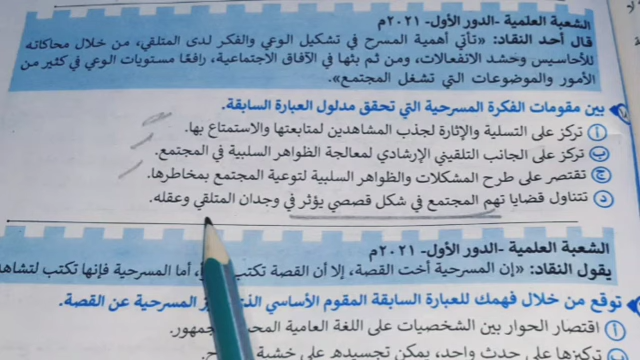 الشعبة العلمية -الدور الأول- ٢٠٢١م
قال أحد النقاد: «تأتي أهمية المسرح في تشكيل الوعي والفكر لدى المتلقي، من خلال محاكاته
للأحاسيس وحشد الانفعالات، ومن ثم بثها في الآفاق الاجتماعية، رافعًا مستويات الوعي في كثير من
الأمور والموضوعات التي تشغل المجتمع».
بين مقومات الفكرة المسرحية التي تحقق مدلول العبارة السابقة.
أ تركز على التسلية والإثارة لجذب المشاهدين لمتابعتها والاستمتاع بها.
ب تركز على الجانب التلقيني الإرشادي لمعالجة الظواهر السلبية في المجتمع.
ج تقتصر على طرح المشكلات والظواهر السلبية لتوعية المجتمع بمخاطرها.
د تتناول قضايا تهم المجتمع في شكل قصصي يؤثر في وجدان المتلقي وعقله.
الشعبة العلمية -الدور الأول- ٢٠٢١م
يقول النقاد: «إن المسرحية أخت القصة، إلا أن القصة تكتب أما المسرحية فإنها تكتب لتشاهد
توقع من خلال فهمك للعبارة السابقة المقوم الأساسي المسرحية عن القصة.
أ اقتصار الحوار بين الشخصيات على اللغة العامية
ب تركيزها على حدث واحد، يمكن تجسيده على خشبة